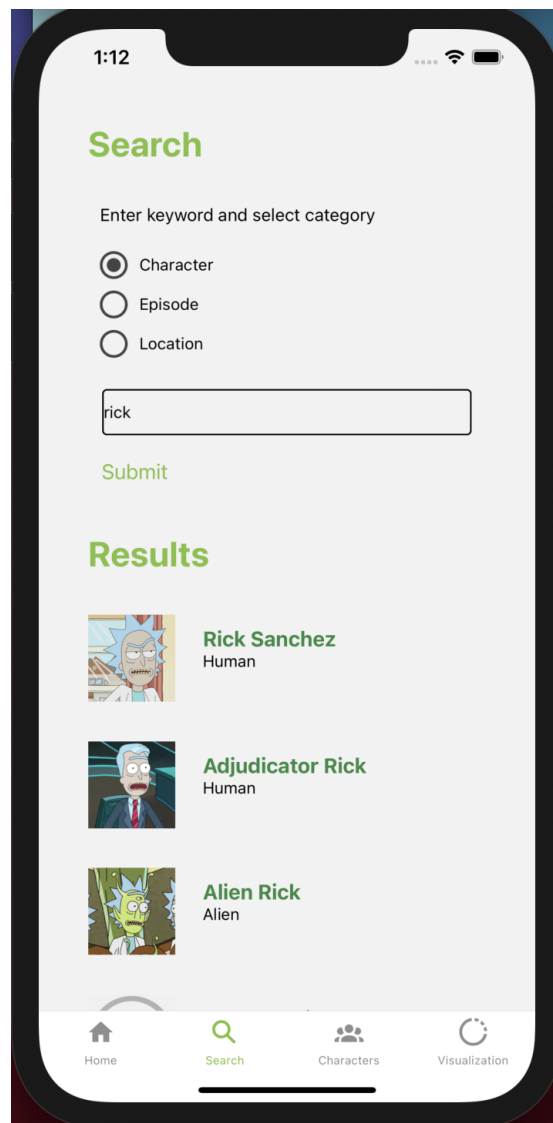 1:12
Search
Enter keyword and select category
Character
Episode
Location
rick
Submit
Results
Rick Sanchez
Human
Adjudicator Rick
Human
Alien Rick
Alien
Home Search Characters Visualization